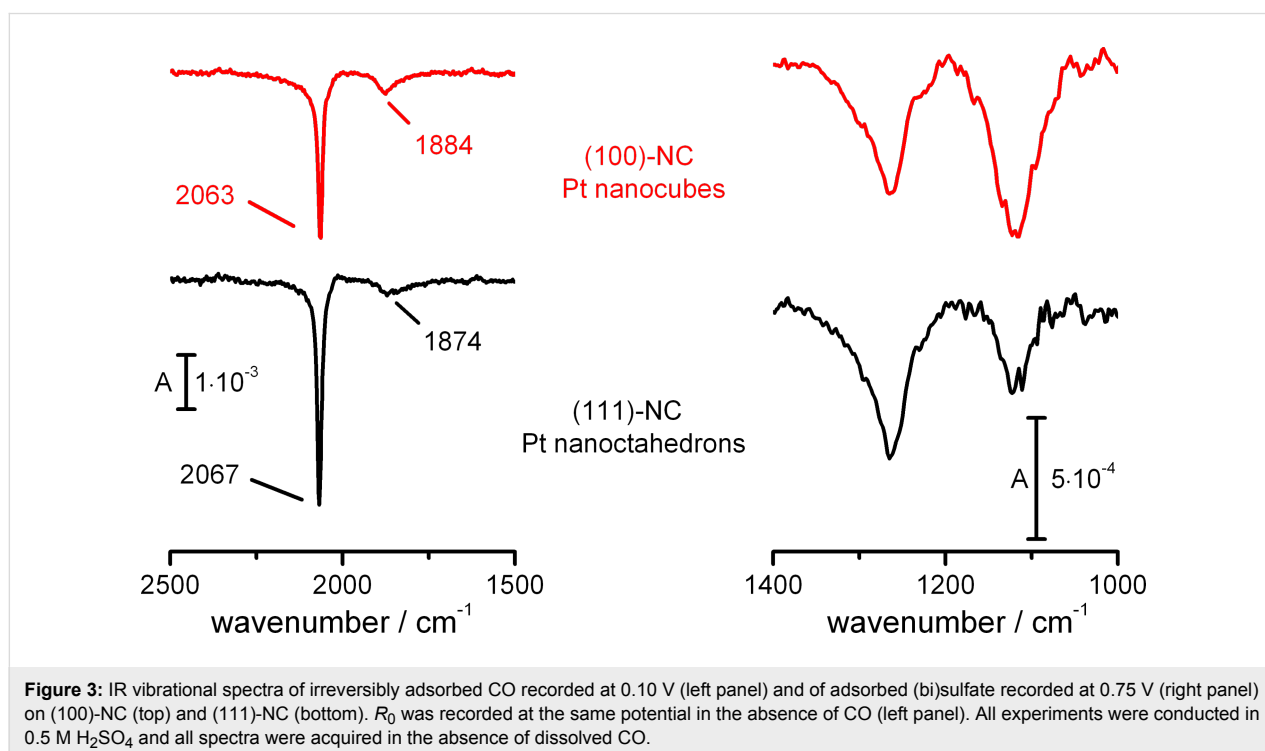 1884
(100)-NC
Pt nanocubes
2063
1874
A 1·10⁻³
(111)-NC
Pt nanoctahedrons
2067
A 5·10⁻⁴
2500 2000 1500
wavenumber / cm⁻¹
1400 1200 1000
wavenumber / cm⁻¹
Figure 3: IR vibrational spectra of irreversibly adsorbed CO recorded at 0.10 V (left panel) and of adsorbed (bi)sulfate recorded at 0.75 V (right panel)
on (100)-NC (top) and (111)-NC (bottom). R₀ was recorded at the same potential in the absence of CO (left panel). All experiments were conducted in
0.5 M H₂SO₄ and all spectra were acquired in the absence of dissolved CO.